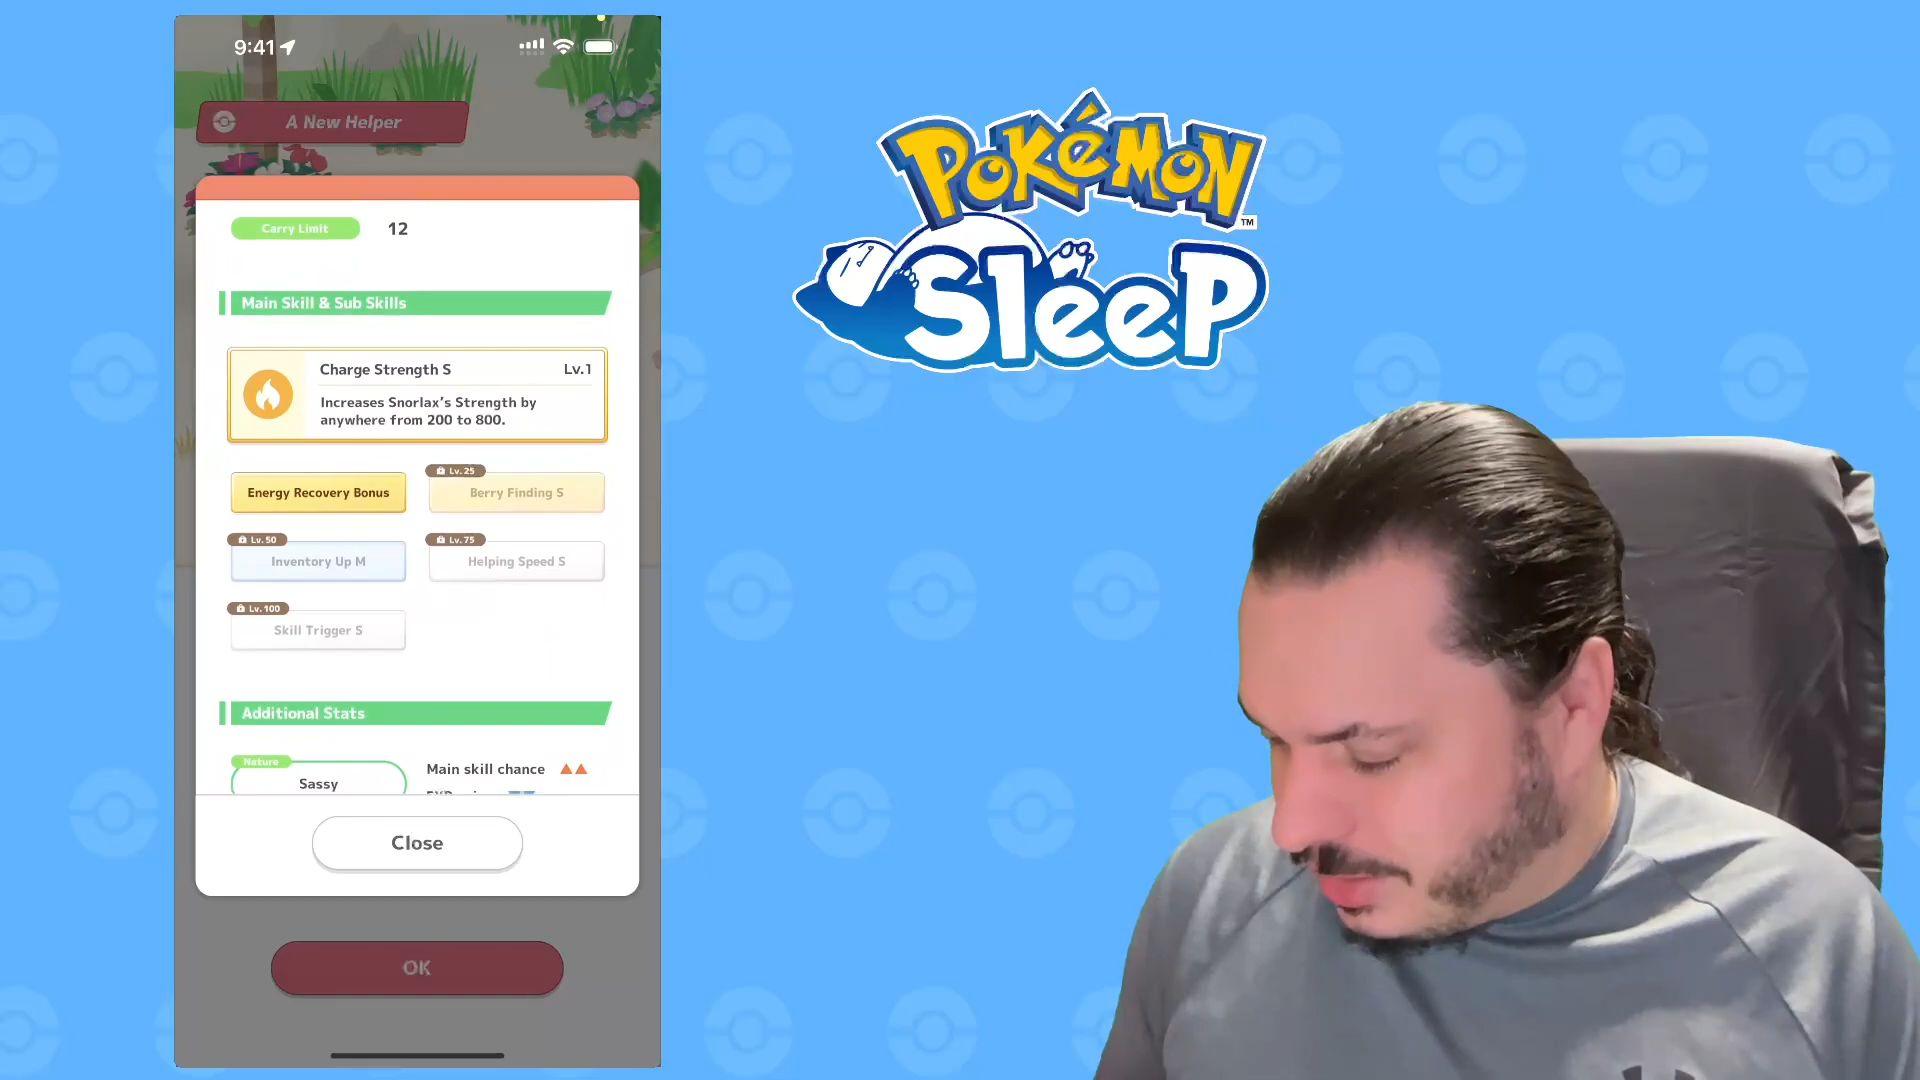 9:41
A New Helper
Carry Limit 12
Main Skill & Sub Skills
Charge Strength S Lv.1
Increases Snorlax's Strength by
anywhere from 200 to 800.
Energy Recovery Bonus
Lv.25
Berry Finding S
Lv.50
Inventory Up M
Lv.75
Helping Speed S
Lv.100
Skill Trigger S
Additional Stats
Nature
Sassy
Main skill chance
Close
OK
POKéMON
TM
SleeP